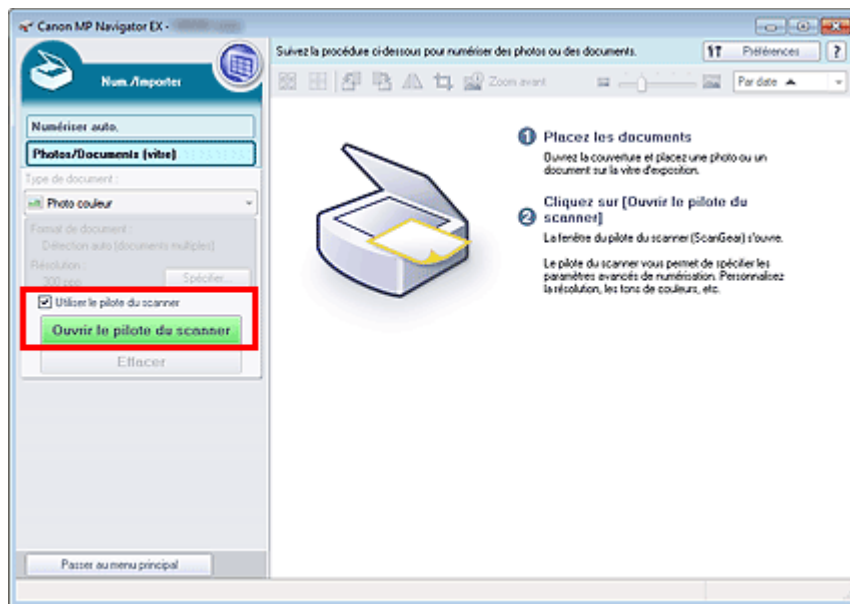 Canon MP Navigator EX -
Num./Importer
Numériser auto.
Photos/Documents (vitre)
Type de document :
Photo couleur
Format de document :
Détection auto (documents multiples)
Résolution :
300 ppp
Spécifier...
Utiliser le pilote du scanner
Ouvrir le pilote du scanner
Effacer
Passer au menu principal
Suivez la procédure ci-dessous pour numériser des photos ou des documents.
Préférences
?
Zoom avant
Par date
1 Placez les documents
Ouvrez la couverture et placez une photo ou un
document sur la vitre d'exposition.
2 Cliquez sur [Ouvrir le pilote du
scanner]
La fenêtre du pilote du scanner (ScanGear) s'ouvre.
Le pilote du scanner vous permet de spécifier les
paramètres avancés de numérisation. Personnalisez
la résolution, les tons de couleurs, etc.